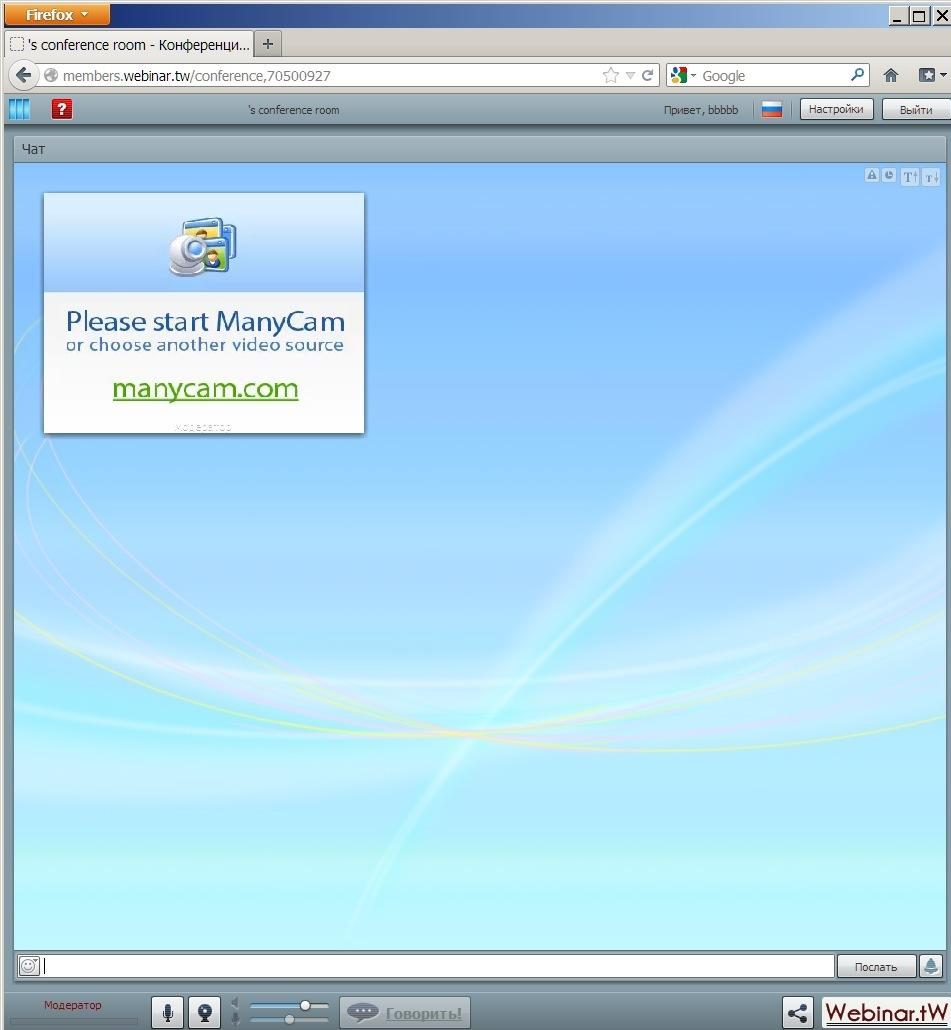 Firefox
's conference room - Конференци...
members.webinar.tw/conference,70500927
Google
?
's conference room
Привет, bbbbb
Настройки
Выйти
Чат
T T
Please start ManyCam
or choose another video source
manycam.com
Модератор
Послать
Модератор
Говорить!
Webinar.tW